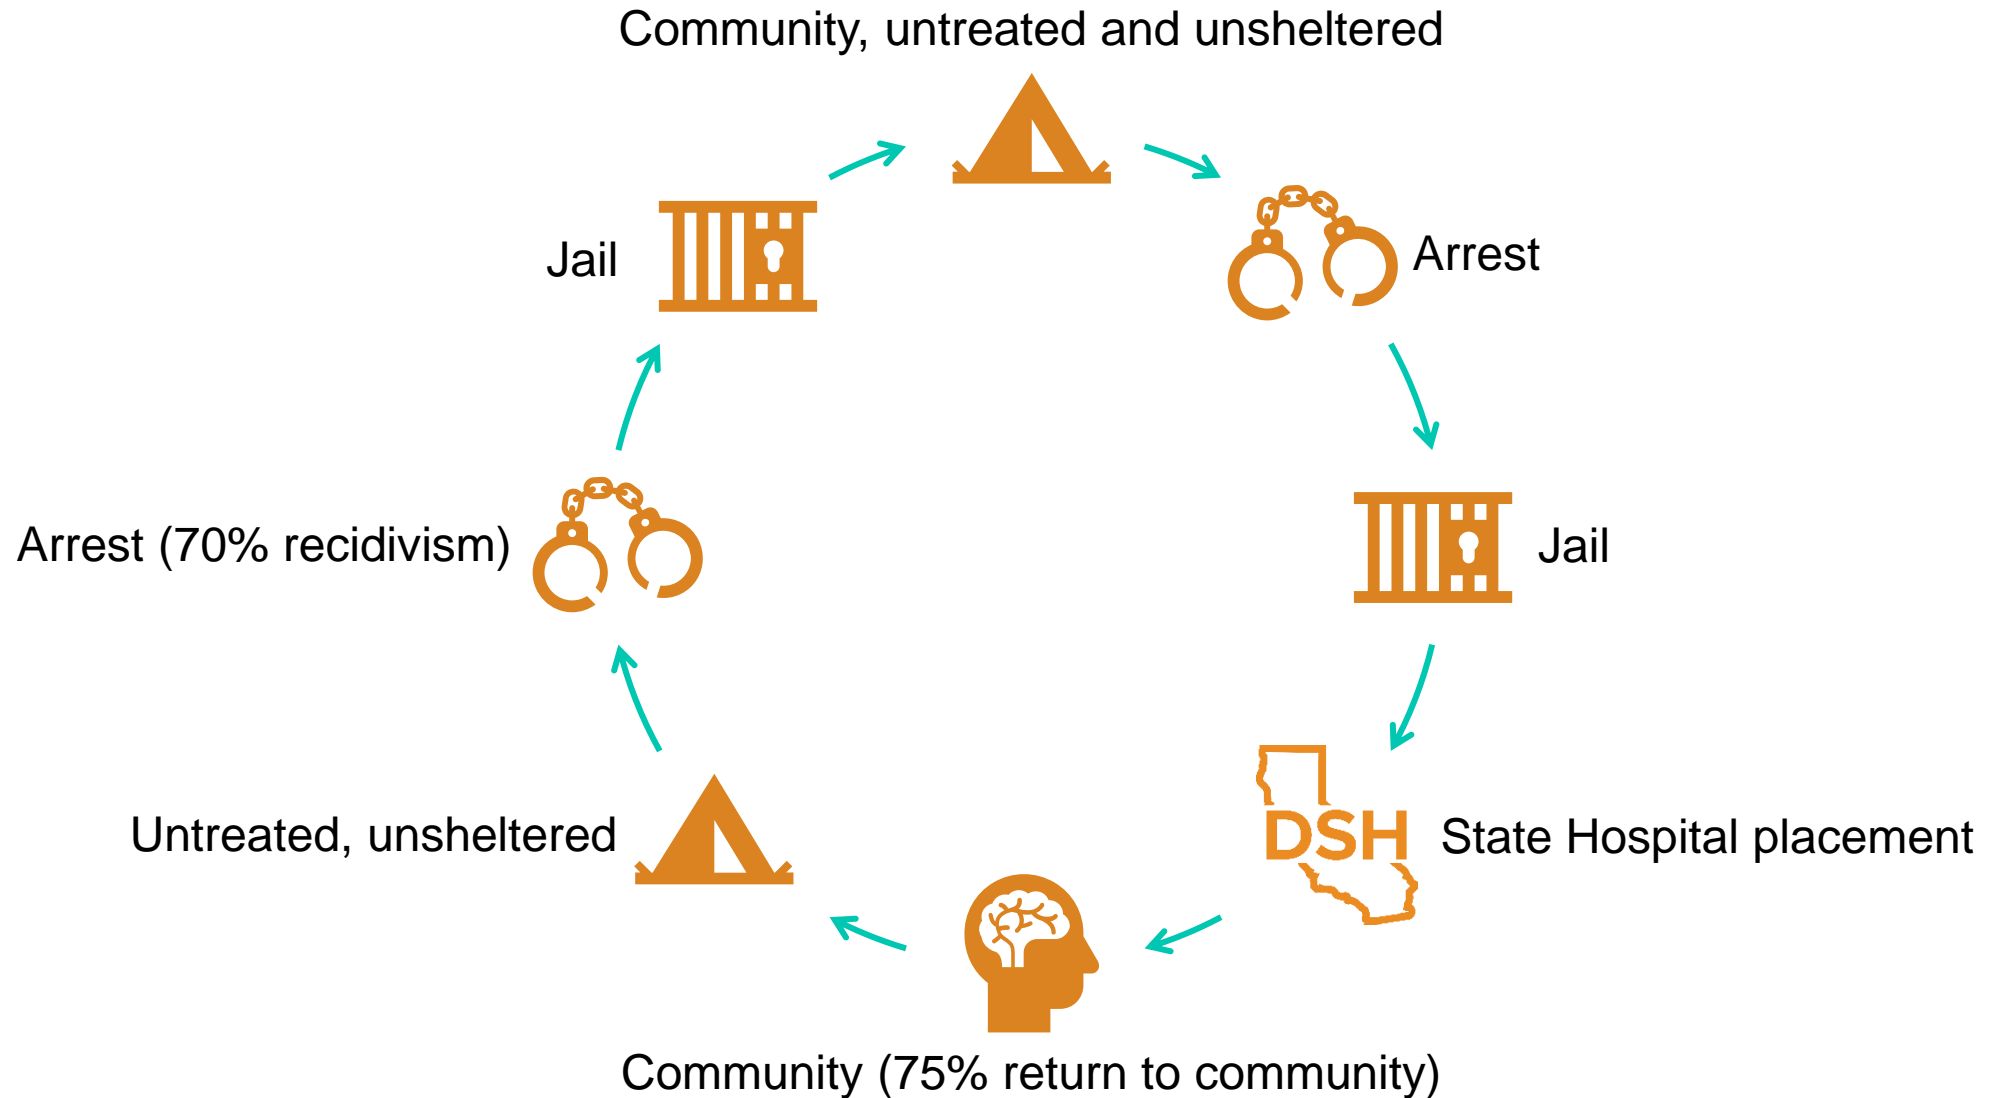 Community, untreated and unsheltered
Arrest
Jail
DSH
State Hospital placement
Community (75% return to community)
Untreated, unsheltered
Arrest (70% recidivism)
Jail